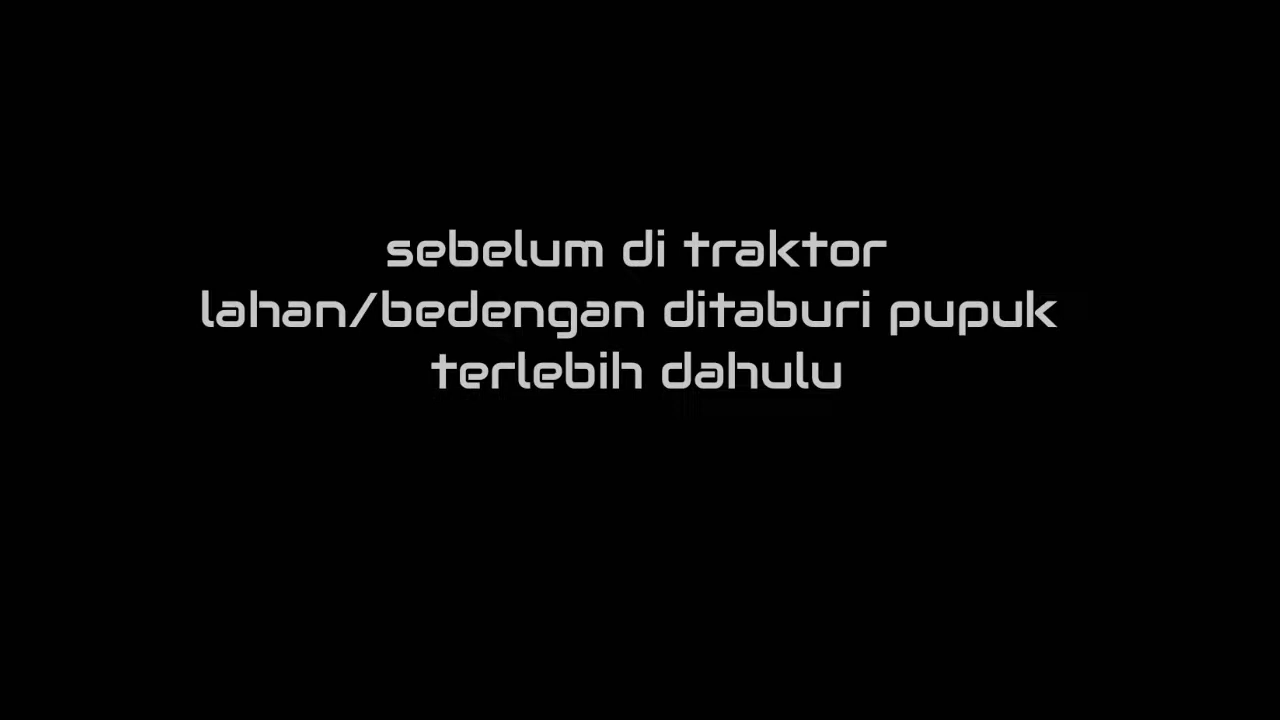 sebelum di traktor
lahan/bedengan ditaburi pupuk
terlebih dahulu